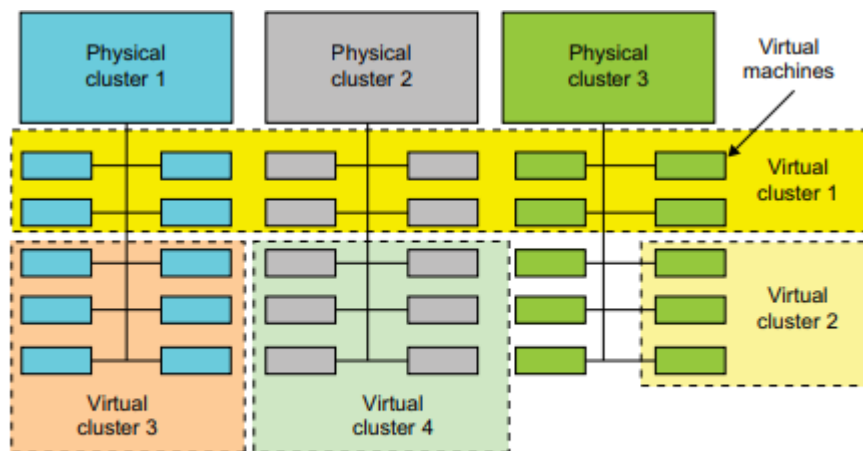 Physical
cluster 1
Physical
cluster 2
Physical
cluster 3
Virtual
machines
Virtual
cluster 1
Virtual
cluster 2
Virtual
cluster 3
Virtual
cluster 4